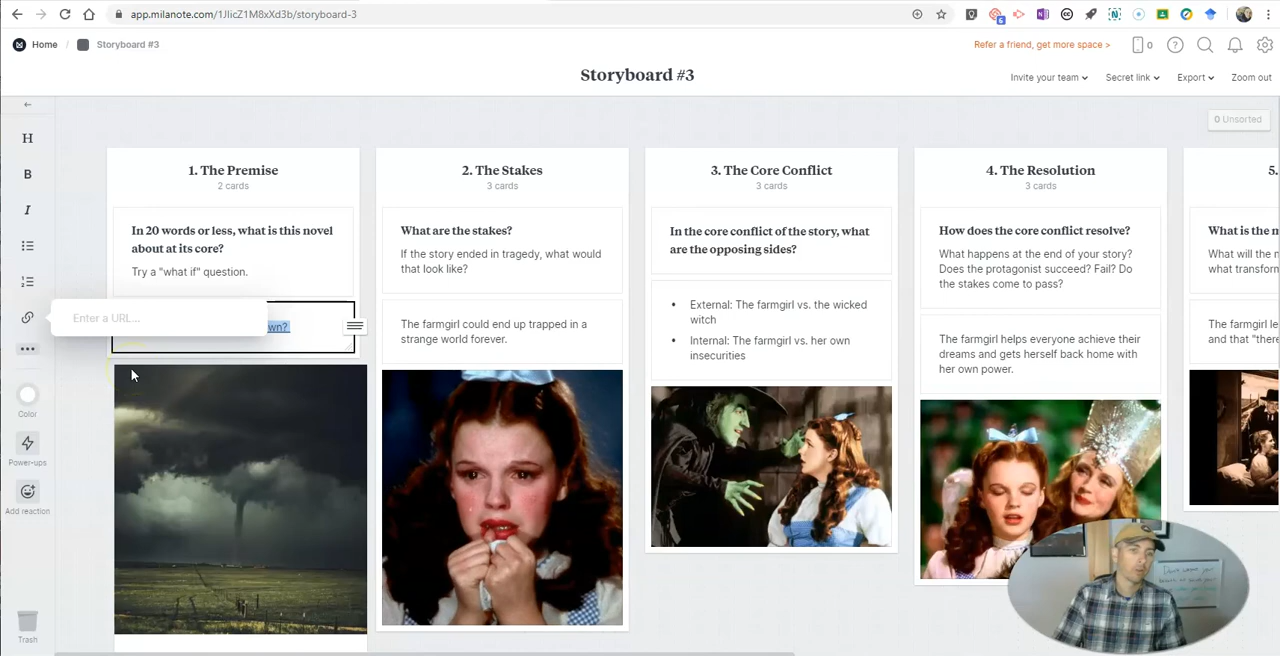 app.milanote.com/1JlicZ1M8xXd3b/storyboard-3
6
Home / Storyboard #3
Refer a friend, get more space >
0
Storyboard #3
Invite your team
Secret link
Export
Zoom out
0 Unsorted
H
B
I
Color
Power-ups
Add reaction
Trash
1. The Premise
2 cards
In 20 words or less, what is this novel
about at its core?
Try a "what if" question.
Enter a URL...
wn?
2. The Stakes
3 cards
What are the stakes?
If the story ended in tragedy, what would
that look like?
The farmgirl could end up trapped in a
strange world forever.
3. The Core Conflict
3 cards
In the core conflict of the story, what
are the opposing sides?
• External: The farmgirl vs. the wicked
witch
• Internal: The farmgirl vs. her own
insecurities
4. The Resolution
3 cards
How does the core conflict resolve?
What happens at the end of your story?
Does the protagonist succeed? Fail? Do
the stakes come to pass?
The farmgirl helps everyone achieve their
dreams and gets herself back home with
her own power.
5.
What is the n
What will the
what transfor
The farmgirl le
and that "there